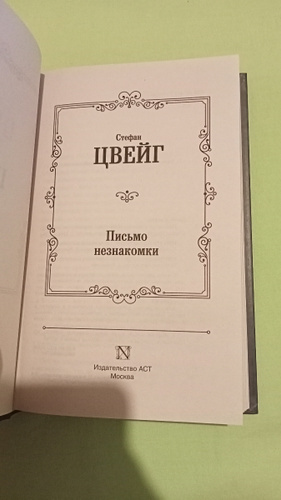 Стефан
ЦВЕЙГ
Письмо
незнакомки
N
Издательство АСТ
Москва